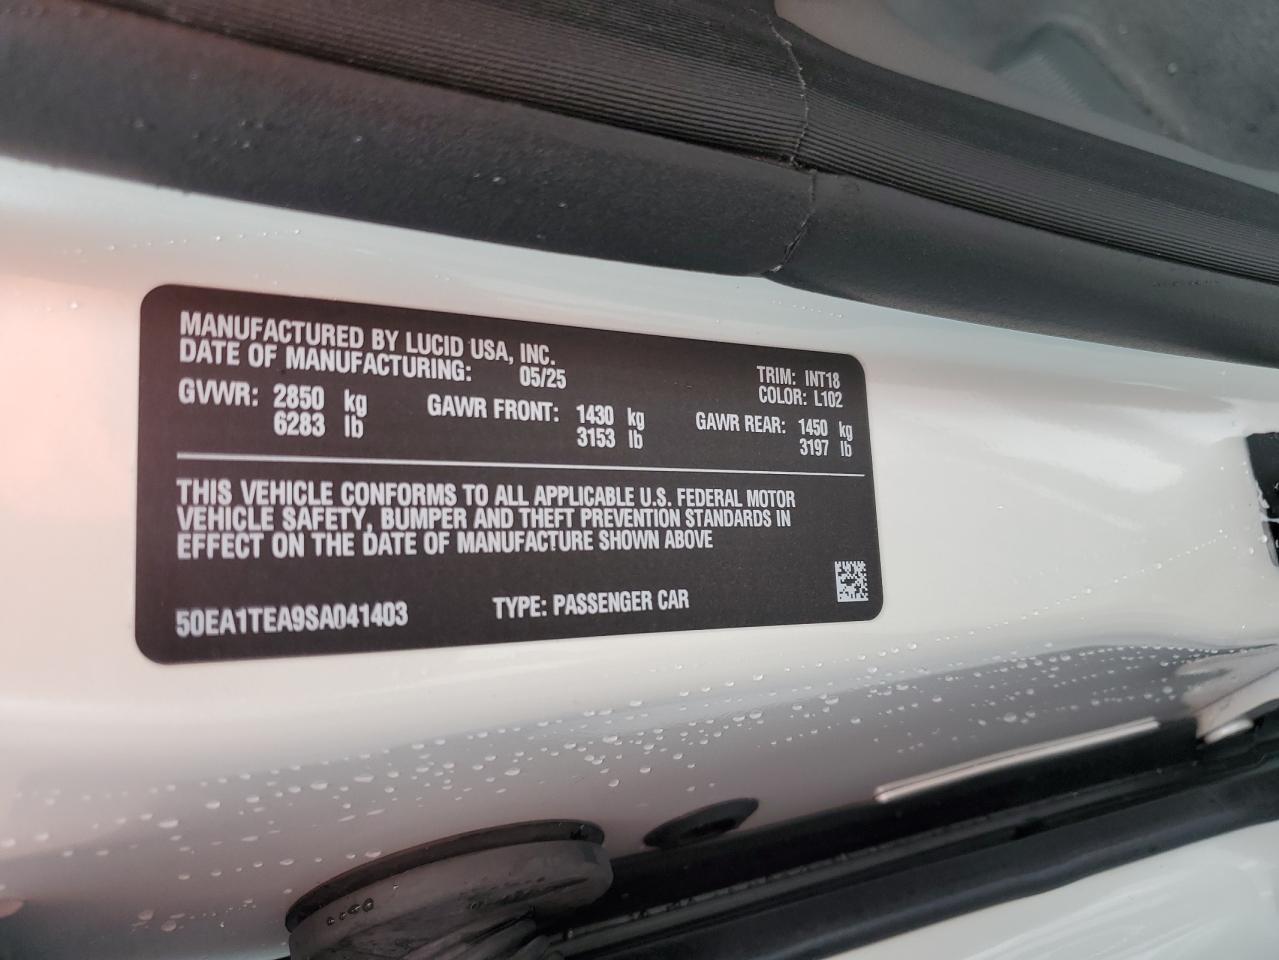 MANUFACTURED BY LUCID USA, INC.
DATE OF MANUFACTURING: 05/25
TRIM: INT18
COLOR: L102
GVWR: 2850 kg
6283 lb
GAWR FRONT: 1430 kg
3153 lb
GAWR REAR: 1450 kg
3197 lb
THIS VEHICLE CONFORMS TO ALL APPLICABLE U.S. FEDERAL MOTOR
VEHICLE SAFETY, BUMPER AND THEFT PREVENTION STANDARDS IN
EFFECT ON THE DATE OF MANUFACTURE SHOWN ABOVE
50EA1TEA9SA041403
TYPE: PASSENGER CAR